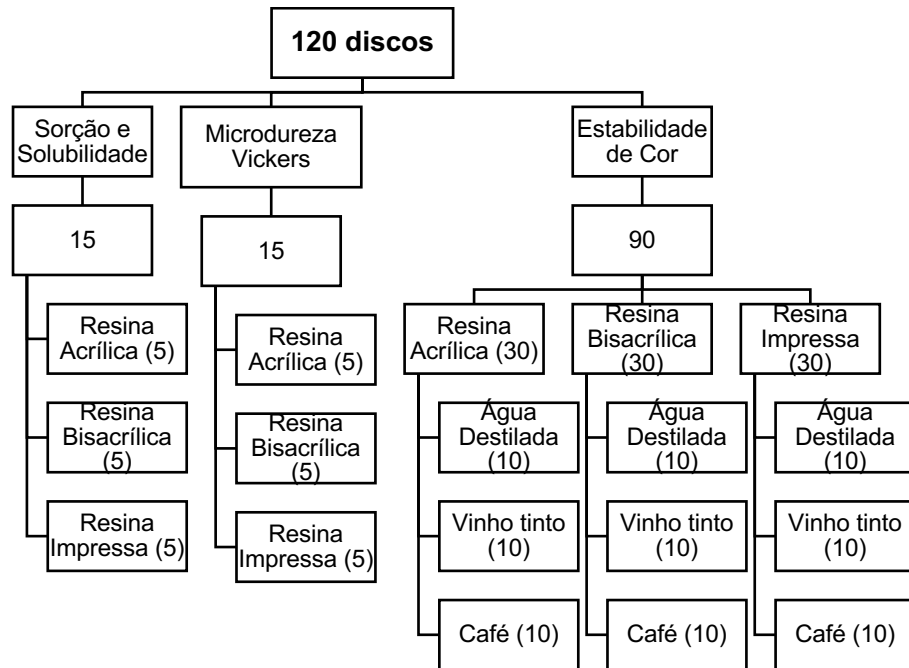 120 discos
Sorção e
Solubilidade
15
Resina
Acrílica (5)
Resina
Bisacrílica
(5)
Resina
Impressa (5)
Microdureza
Vickers
15
Resina
Acrílica (5)
Resina
Bisacrílica
(5)
Resina
Impressa (5)
Estabilidade
de Cor
90
Resina
Acrílica (30)
Água
Destilada
(10)
Vinho tinto
(10)
Café (10)
Resina
Bisacrílica
(30)
Água
Destilada
(10)
Vinho tinto
(10)
Café (10)
Resina
Impressa
(30)
Água
Destilada
(10)
Vinho tinto
(10)
Café (10)